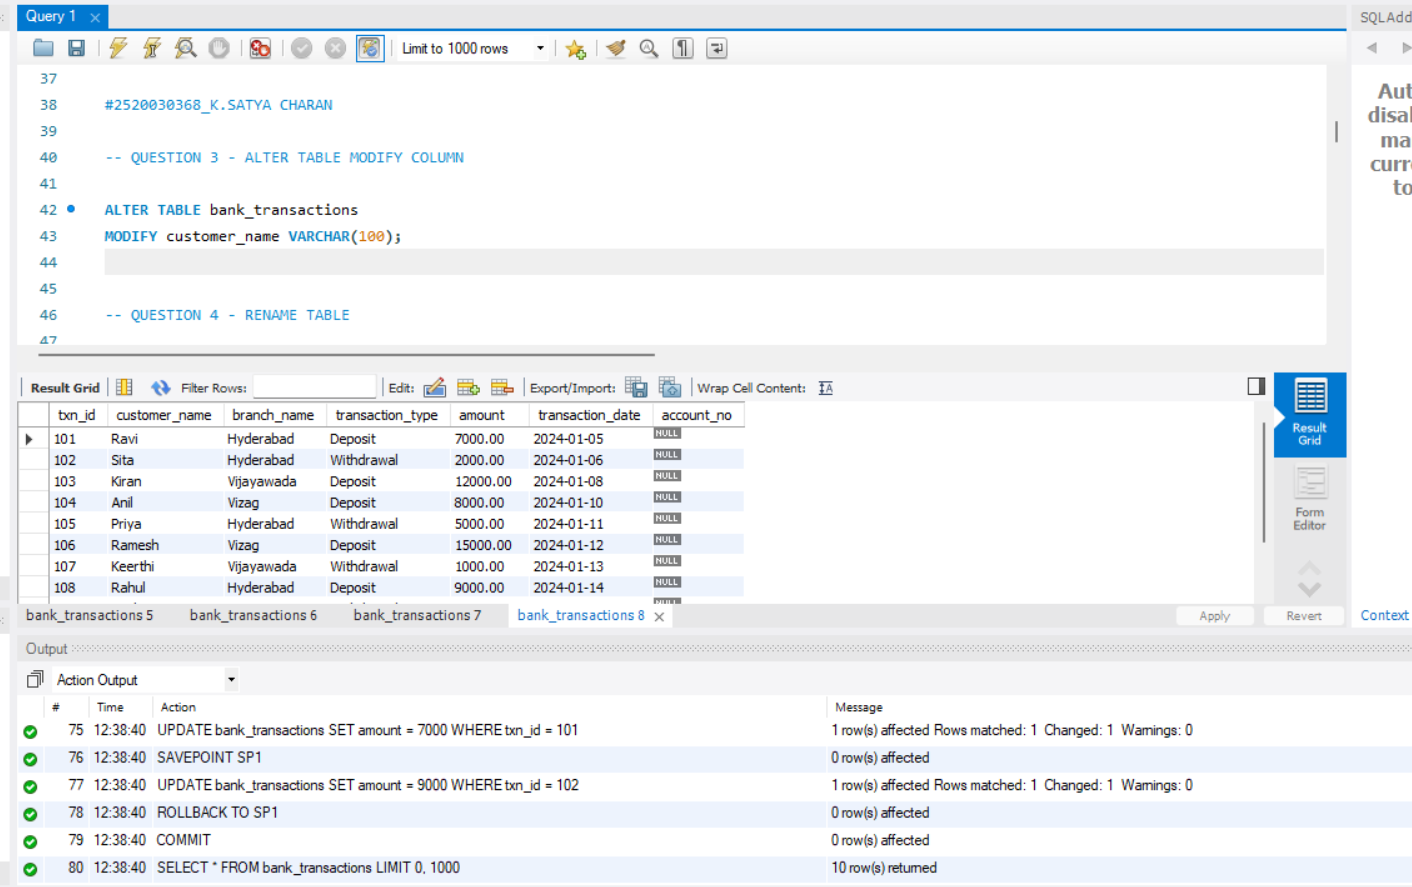 Query 1
SQLAdd
Limit to 1000 rows
37
38 #2520030368_K.SATYA CHARAN
39
40 -- QUESTION 3 - ALTER TABLE MODIFY COLUMN
41
42 ALTER TABLE bank_transactions
43 MODIFY customer_name VARCHAR(100);
44
45
46 -- QUESTION 4 - RENAME TABLE
47
Aut
disal
ma
curr
to
Result Grid Filter Rows: Edit: Export/Import: Wrap Cell Content:
txn_id customer_name branch_name transaction_type amount transaction_date account_no
101 Ravi Hyderabad Deposit 7000.00 2024-01-05 NULL
102 Sita Hyderabad Withdrawal 2000.00 2024-01-06 NULL
103 Kiran Vijayawada Deposit 12000.00 2024-01-08 NULL
104 Anil Vizag Deposit 8000.00 2024-01-10 NULL
105 Priya Hyderabad Withdrawal 5000.00 2024-01-11 NULL
106 Ramesh Vizag Deposit 15000.00 2024-01-12 NULL
107 Keerthi Vijayawada Withdrawal 1000.00 2024-01-13 NULL
108 Rahul Hyderabad Deposit 9000.00 2024-01-14 NULL
Result
Grid
Form
Editor
bank_transactions 5 bank_transactions 6 bank_transactions 7 bank_transactions 8 Apply Revert Context
Output
Action Output
# Time Action Message
75 12:38:40 UPDATE bank_transactions SET amount = 7000 WHERE txn_id = 101 1 row(s) affected Rows matched: 1 Changed: 1 Warnings: 0
76 12:38:40 SAVEPOINT SP1 0 row(s) affected
77 12:38:40 UPDATE bank_transactions SET amount = 9000 WHERE txn_id = 102 1 row(s) affected Rows matched: 1 Changed: 1 Warnings: 0
78 12:38:40 ROLLBACK TO SP1 0 row(s) affected
79 12:38:40 COMMIT 0 row(s) affected
80 12:38:40 SELECT * FROM bank_transactions LIMIT 0, 1000 10 row(s) returned